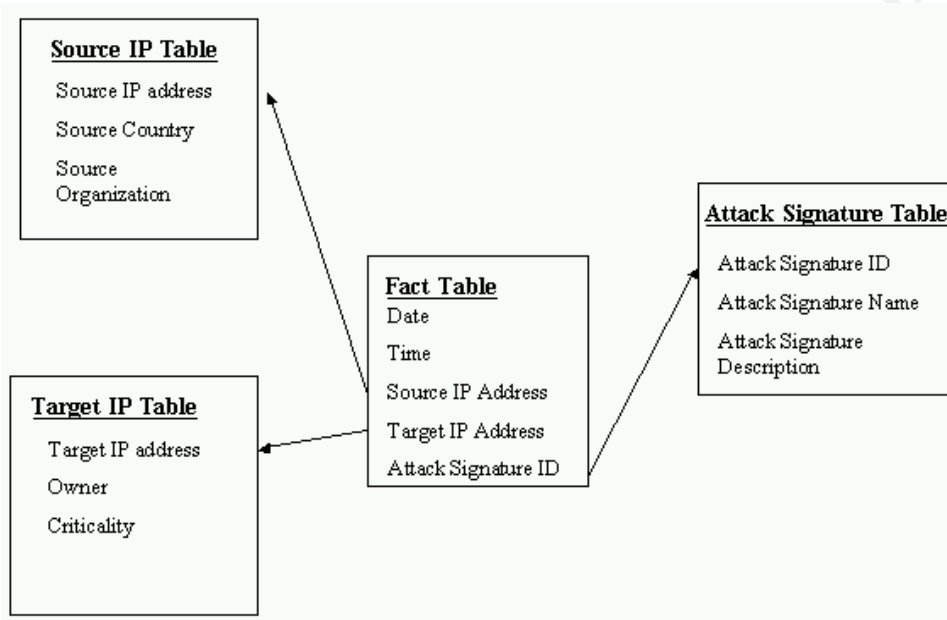 Source IP Table
Source IP address
Source Country
Source
Organization
Target IP Table
Target IP address
Owner
Criticality
Fact Table
Date
Time
Source IP Address
Target IP Address
Attack Signature ID
Attack Signature Table
Attack Signature ID
Attack Signature Name
Attack Signature
Description